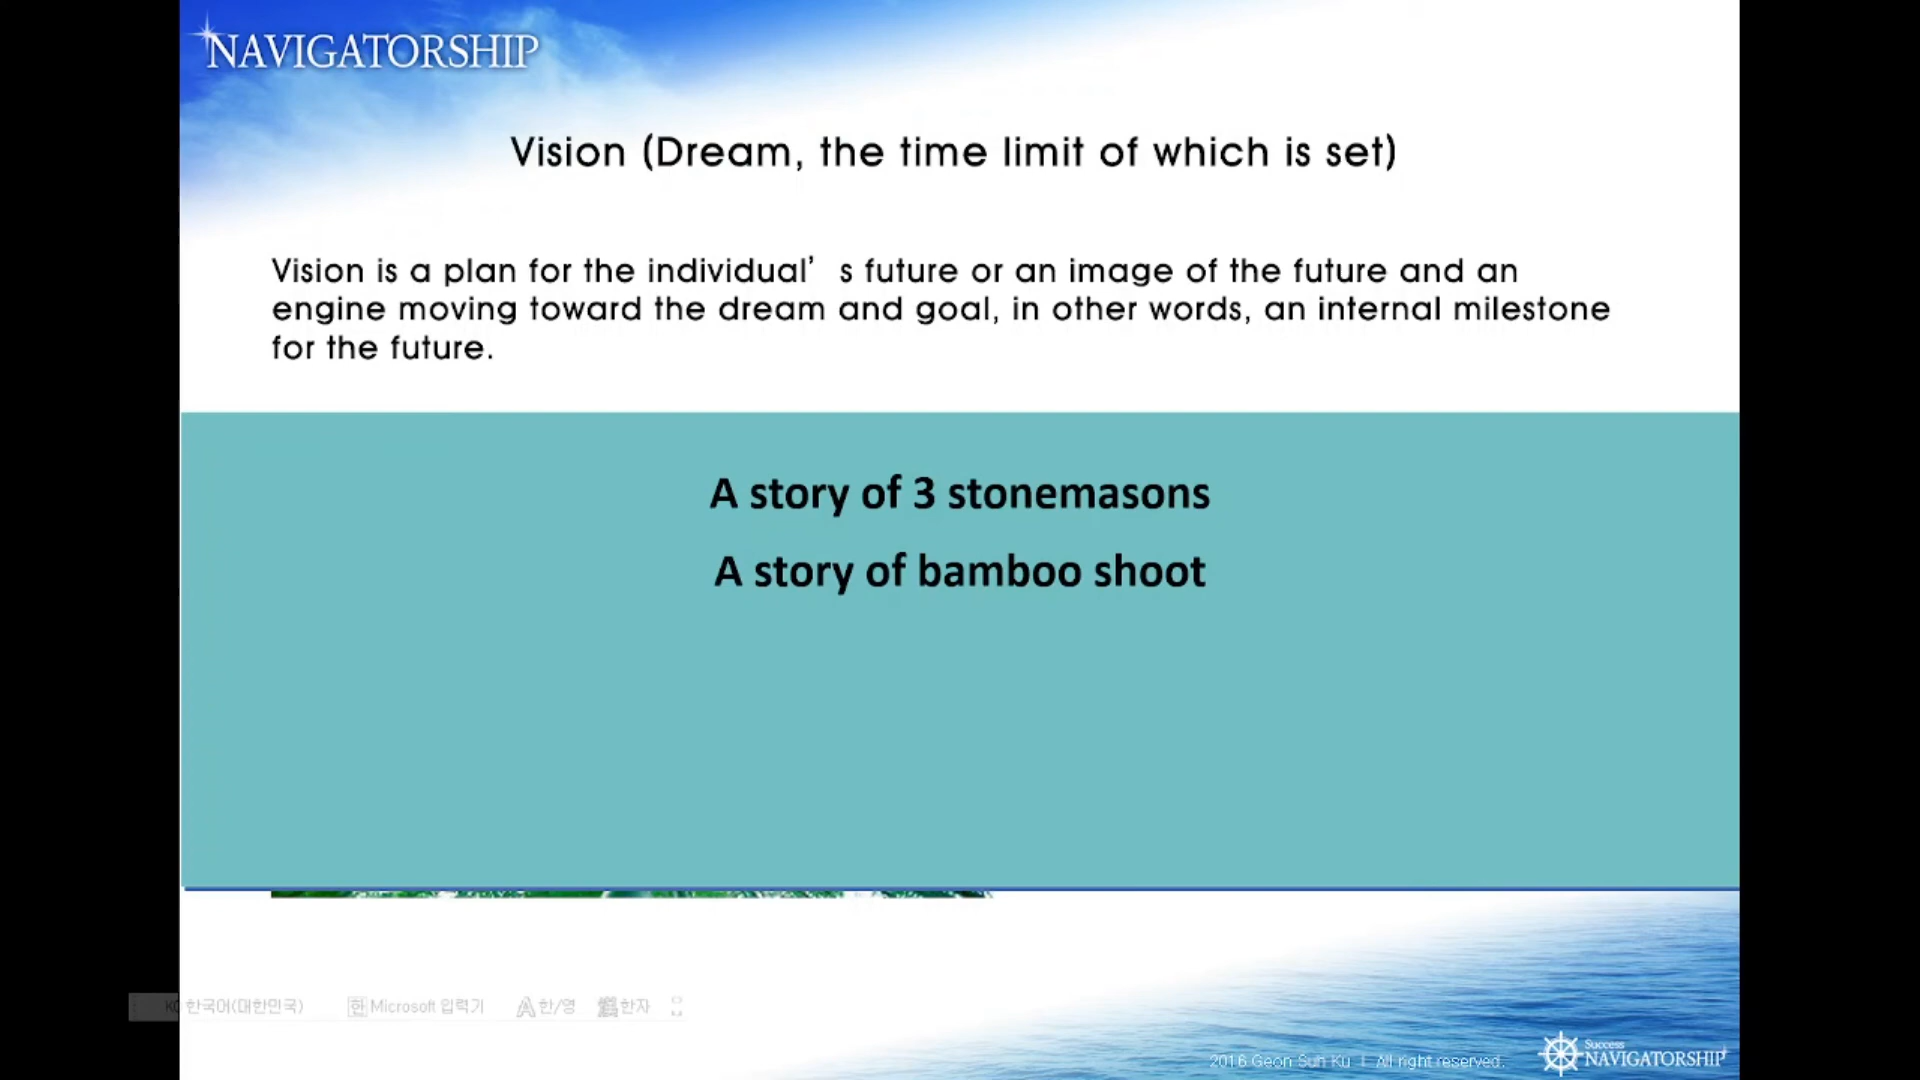 NAVIGATORSHIP
Vision (Dream, the time limit of which is set)
Vision is a plan for the individual’ s future or an image of the future and an
engine moving toward the dream and goal, in other words, an internal milestone
for the future.
A story of 3 stonemasons
A story of bamboo shoot
KO 한국어(대한민국) 한 Microsoft 입력기 A 한/영 漢 한자
2016 Geon Suh Ku | All right reserved.
Success
NAVIGATORSHIP